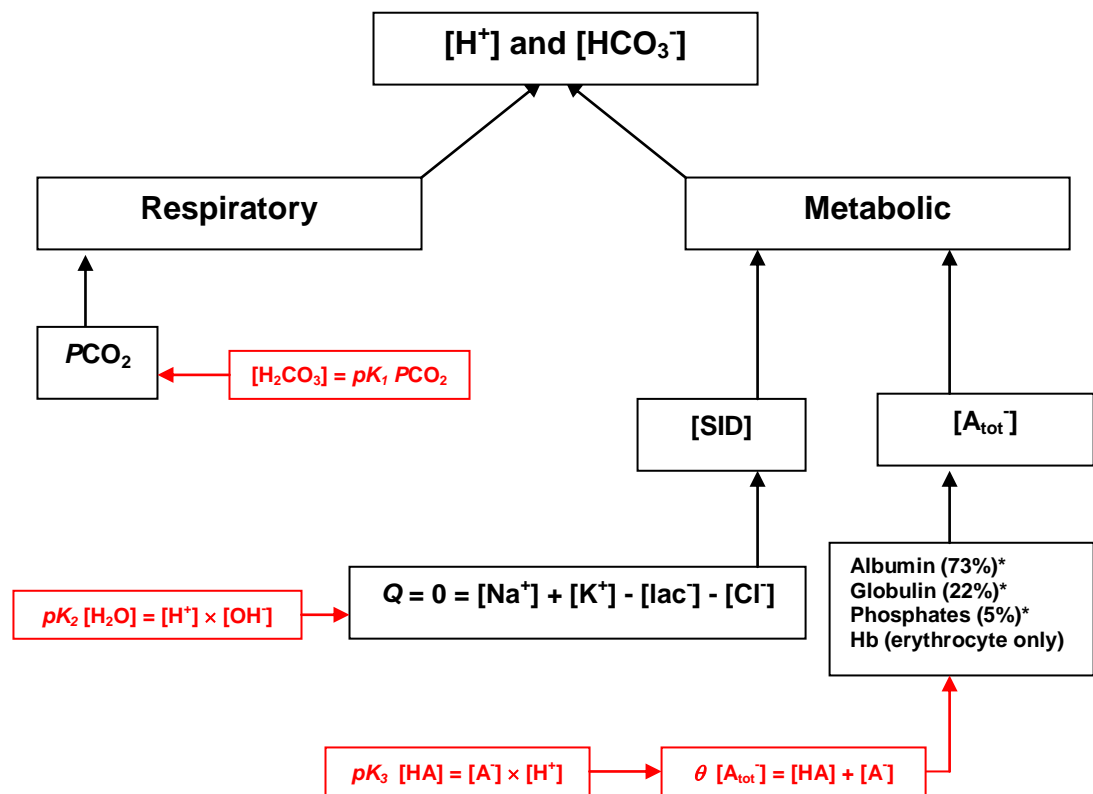 [H⁺] and [HCO₃⁻]
Respiratory
Metabolic
PCO₂
[H₂CO₃] = pK₁ PCO₂
[SID]
[Aₜₒₜ⁻]
Albumin (73%)*
Globulin (22%)*
Phosphates (5%)*
Hb (erythrocyte only)
pK₂ [H₂O] = [H⁺] × [OH⁻]
Q = 0 = [Na⁺] + [K⁺] - [lac⁻] - [Cl⁻]
pK₃ [HA] = [A⁻] × [H⁺]
θ [Aₜₒₜ⁻] = [HA] + [A⁻]